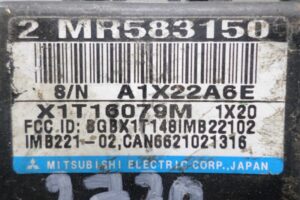 2 MR583150
S/N A1X22A6E
X1T16079M 1X20
FCC ID: BGBX1T148IMB22102
IMB221-02,CAN6621021316
MITSUBISHI ELECTRIC CORP. JAPAN